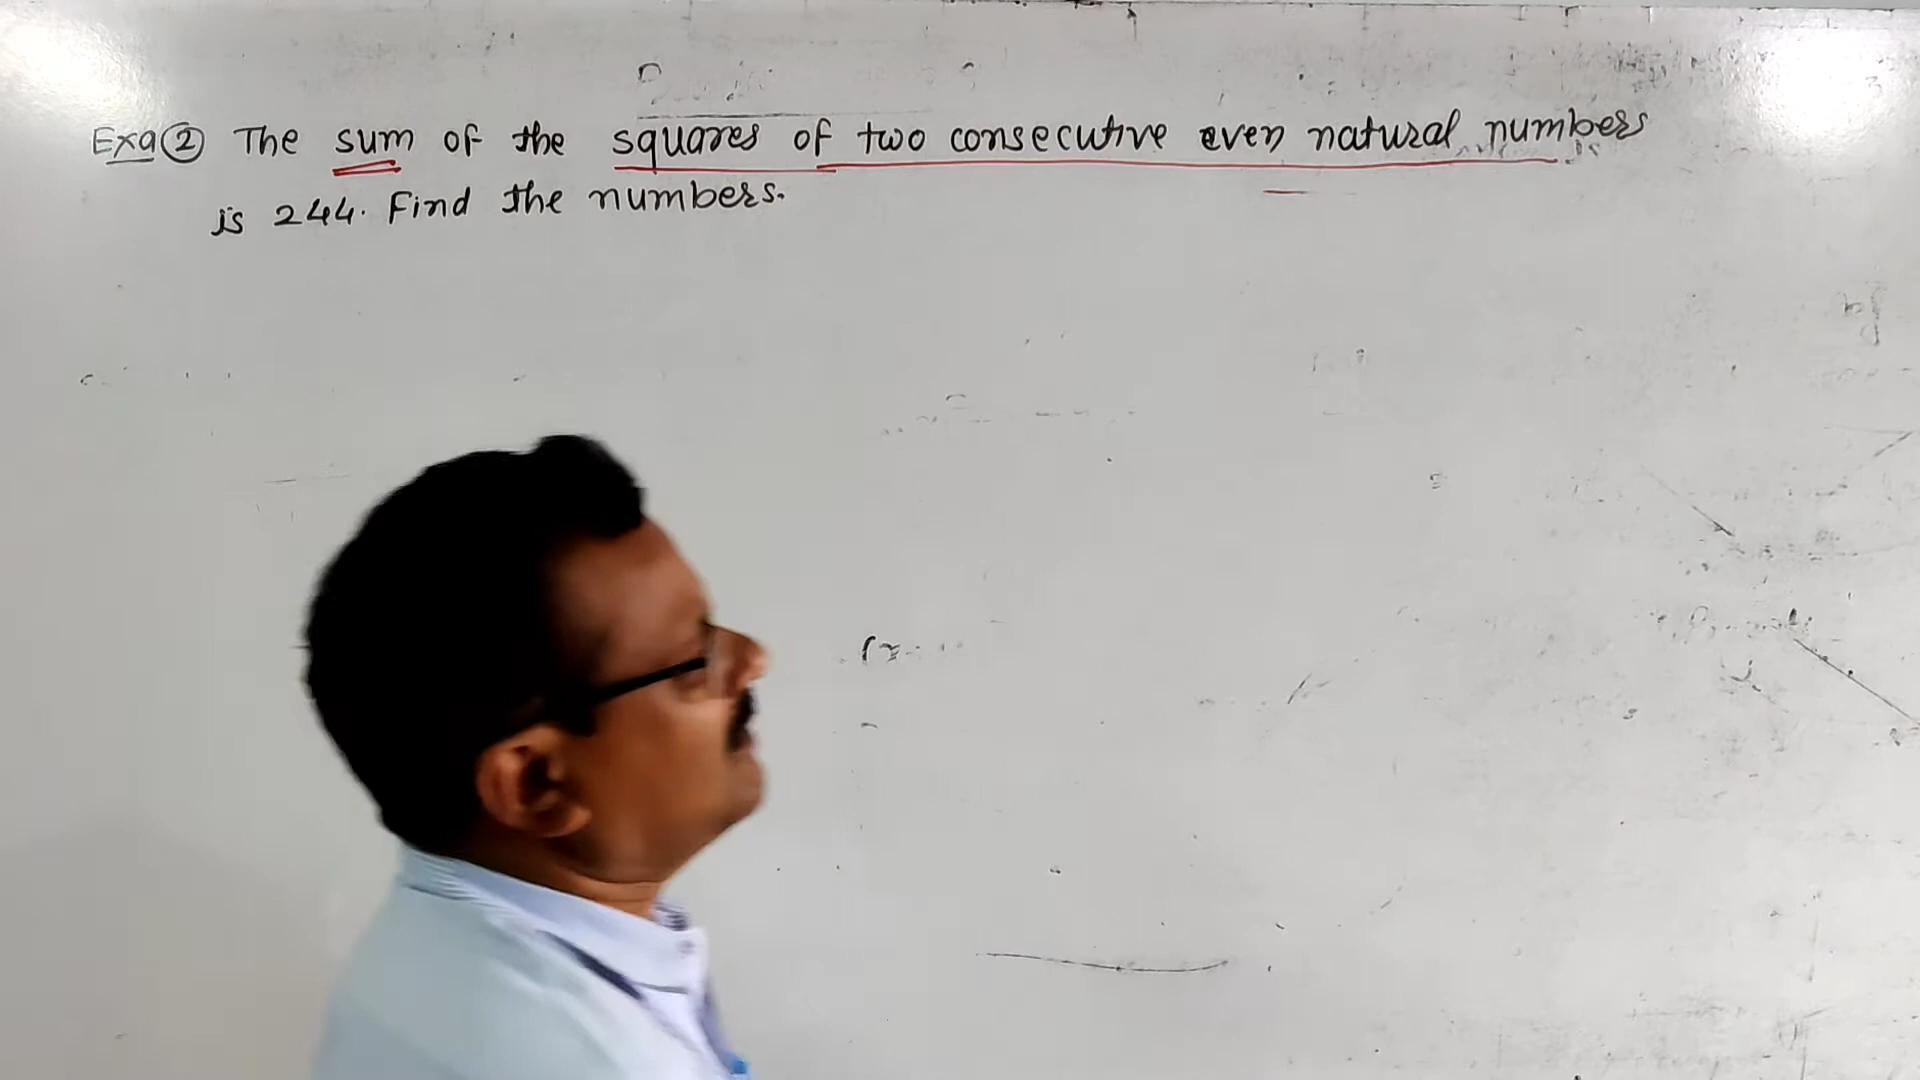 Exa② The sum of the squares of two consecutive even natural numbers
is 244. Find the numbers.